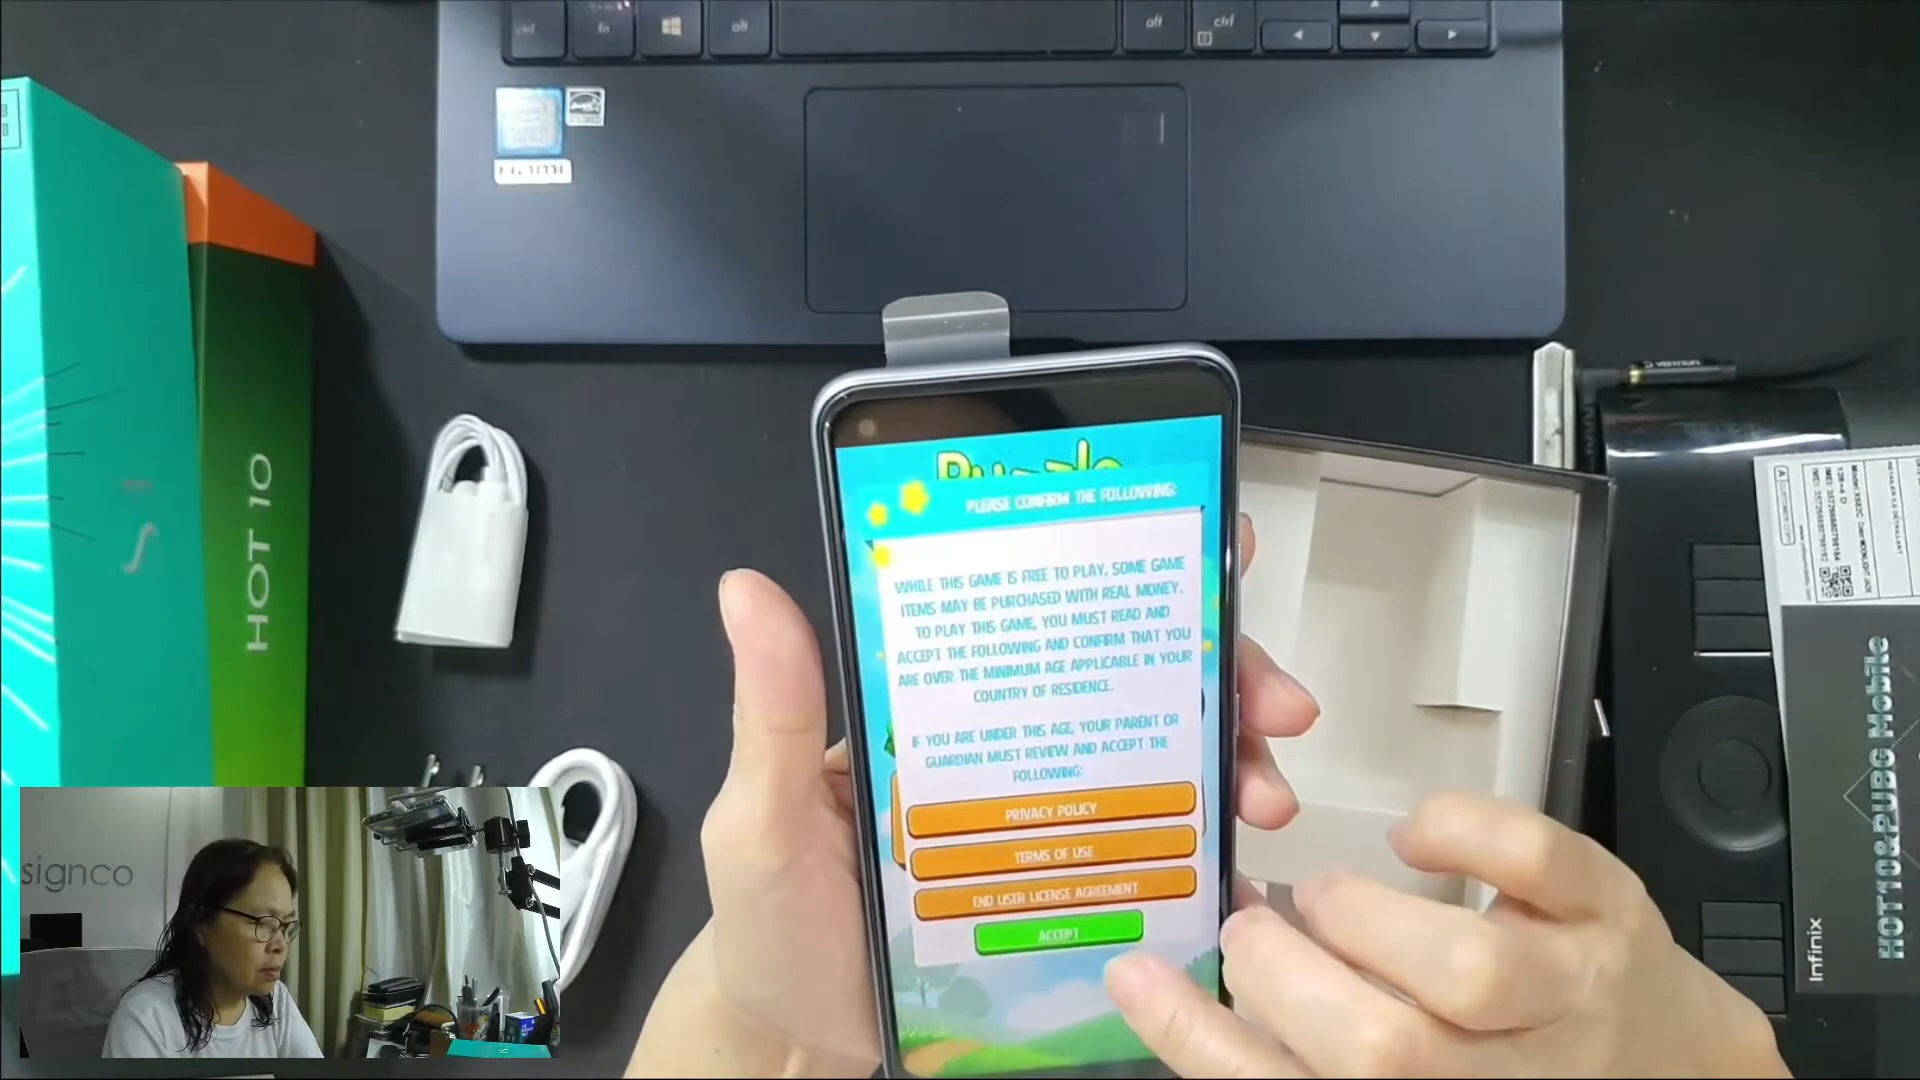 ctrl
fn
alt
alt
ctrl
HOT 10
S
Puzzle
PLEASE CONFIRM THE FOLLOWING:
WHILE THIS GAME IS FREE TO PLAY, SOME GAME
ITEMS MAY BE PURCHASED WITH REAL MONEY.
TO PLAY THIS GAME, YOU MUST READ AND
ACCEPT THE FOLLOWING AND CONFIRM THAT YOU
ARE OVER THE MINIMUM AGE APPLICABLE IN YOUR
COUNTRY OF RESIDENCE.
IF YOU ARE UNDER THIS AGE, YOUR PARENT OR
GUARDIAN MUST REVIEW AND ACCEPT THE
FOLLOWING:
PRIVACY POLICY
TERMS OF USE
END USER LICENSE AGREEMENT
ACCEPT
signco
Infinix
HOT10&PUBG Mobile